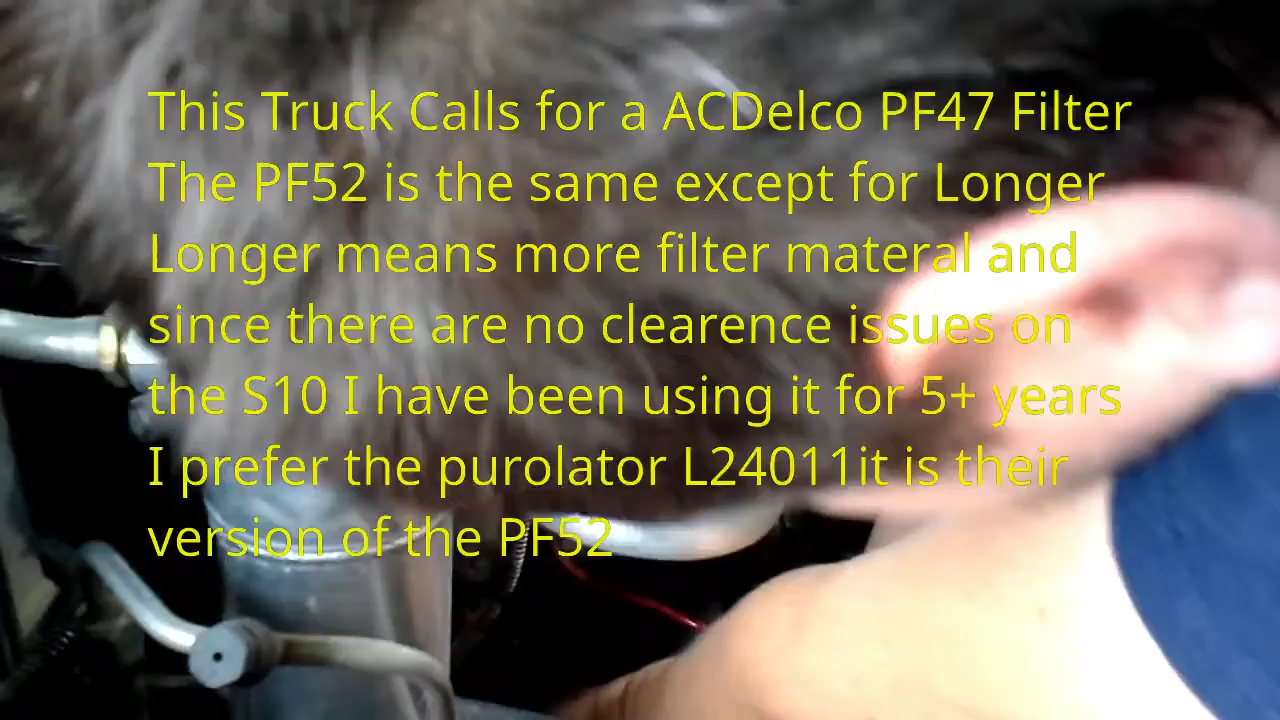 This Truck Calls for a ACDelco PF47 Filter
The PF52 is the same except for Longer
Longer means more filter materal and
since there are no clearence issues on
the S10 I have been using it for 5+ years
I prefer the purolator L24011it is their
version of the PF52